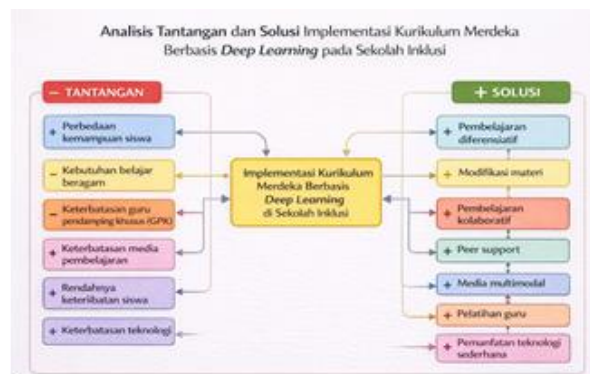 Analisis Tantangan dan Solusi Implementasi Kurikulum Merdeka
Berbasis Deep Learning pada Sekolah Inklusi
− TANTANGAN
+ Perbedaan
kemampuan siswa
− Kebutuhan belajar
beragam
− Keterbatasan guru
pendamping khusus (GPK)
+ Keterbatasan media
pembelajaran
+ Rendahnya
keterlibatan siswa
+ Keterbatasan teknologi
Implementasi Kurikulum
Merdeka Berbasis
Deep Learning
di Sekolah Inklusi
+ SOLUSI
+ Pembelajaran
diferensiatif
+ Modifikasi materi
+ Pembelajaran
kolaboratif
+ Peer support
+ Media multimodal
+ Pelatihan guru
+ Pemanfatan teknologi
sederhana